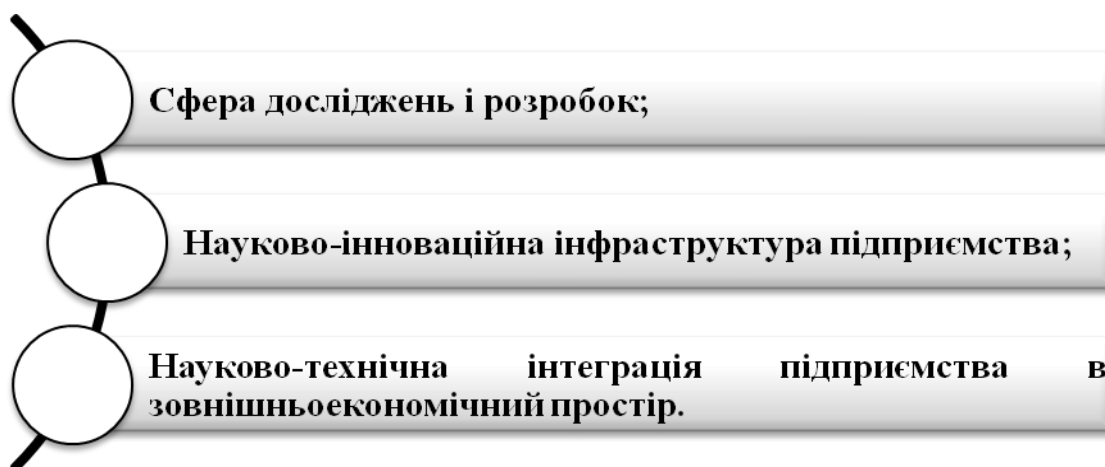 Сфера досліджень і розробок;
Науково-інноваційна інфраструктура підприємства;
Науково-технічна інтеграція підприємства в
зовнішньоекономічний простір.